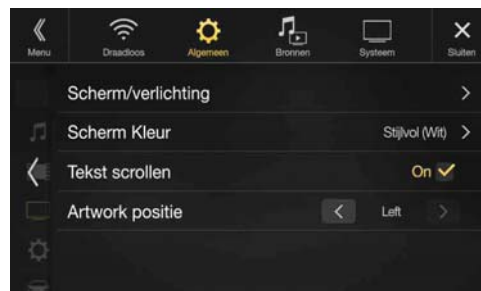 Menu
Draadloos
Algemeen
Bronnen
Systeem
Sluiten
Scherm/verlichting
Scherm Kleur
Stijlvol (Wit)
Tekst scrollen
On
Artwork positie
Left